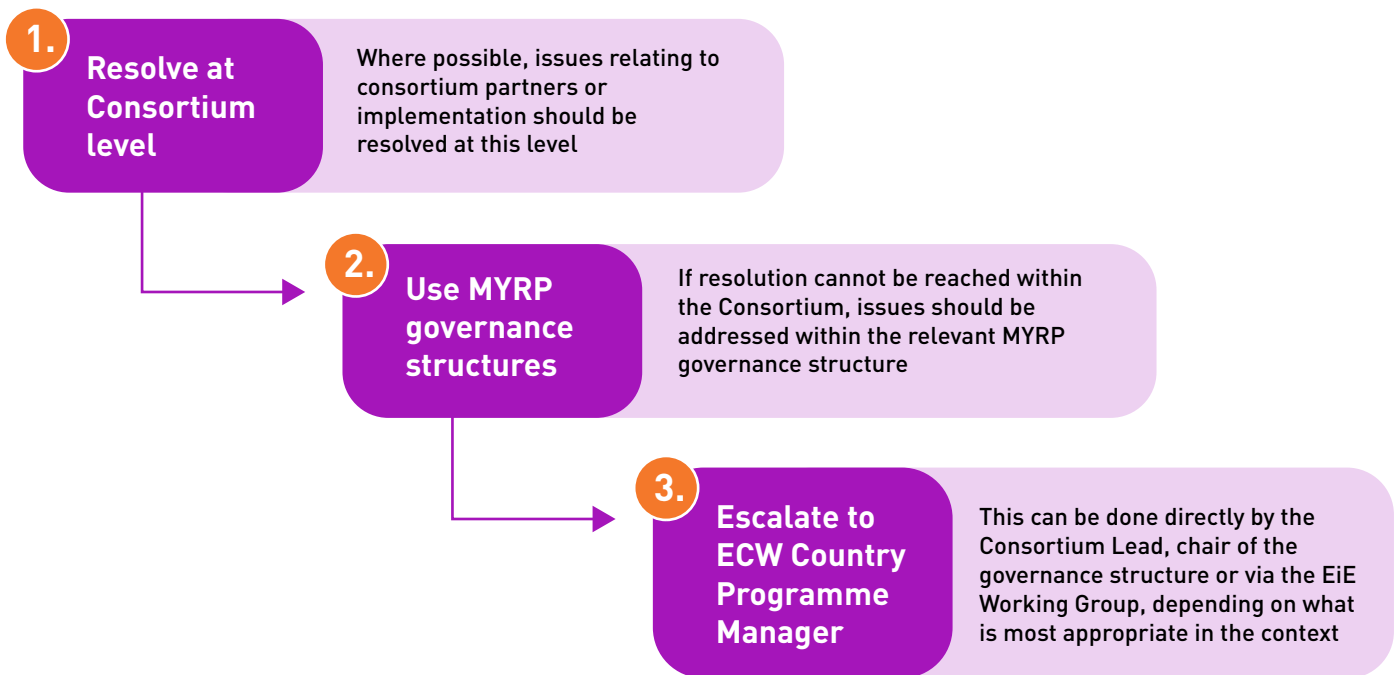 1.
Resolve at
Consortium
level
Where possible, issues relating to
consortium partners or
implementation should be
resolved at this level
2.
Use MYRP
governance
structures
If resolution cannot be reached within
the Consortium, issues should be
addressed within the relevant MYRP
governance structure
3.
Escalate to
ECW Country
Programme
Manager
This can be done directly by the
Consortium Lead, chair of the
governance structure or via the EiE
Working Group, depending on what
is most appropriate in the context